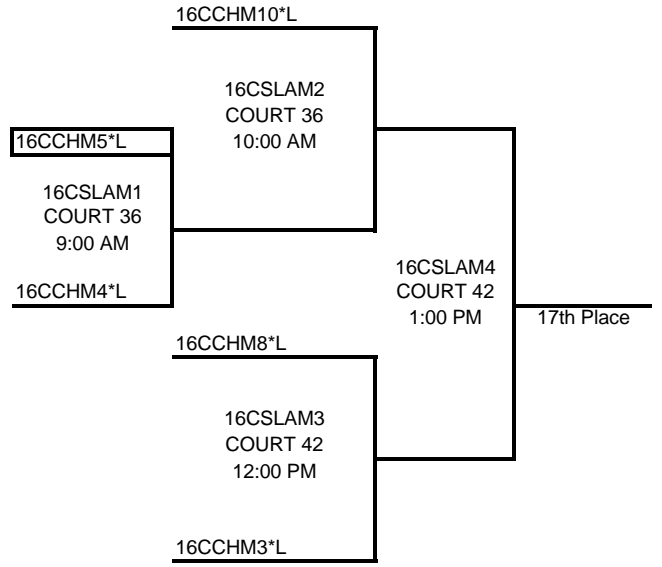 16CCHM10*L
16CSLAM2
COURT 36
10:00 AM
16CCHM5*L
16CSLAM1
COURT 36
9:00 AM
16CCHM4*L
16CSLAM4
COURT 42
1:00 PM
17th Place
16CCHM8*L
16CSLAM3
COURT 42
12:00 PM
16CCHM3*L